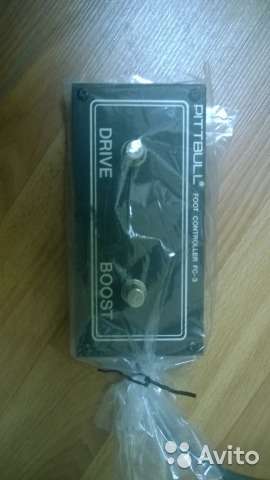 PITTBULL®
FOOT CONTROLLER FC-3
DRIVE BOOST
Avito